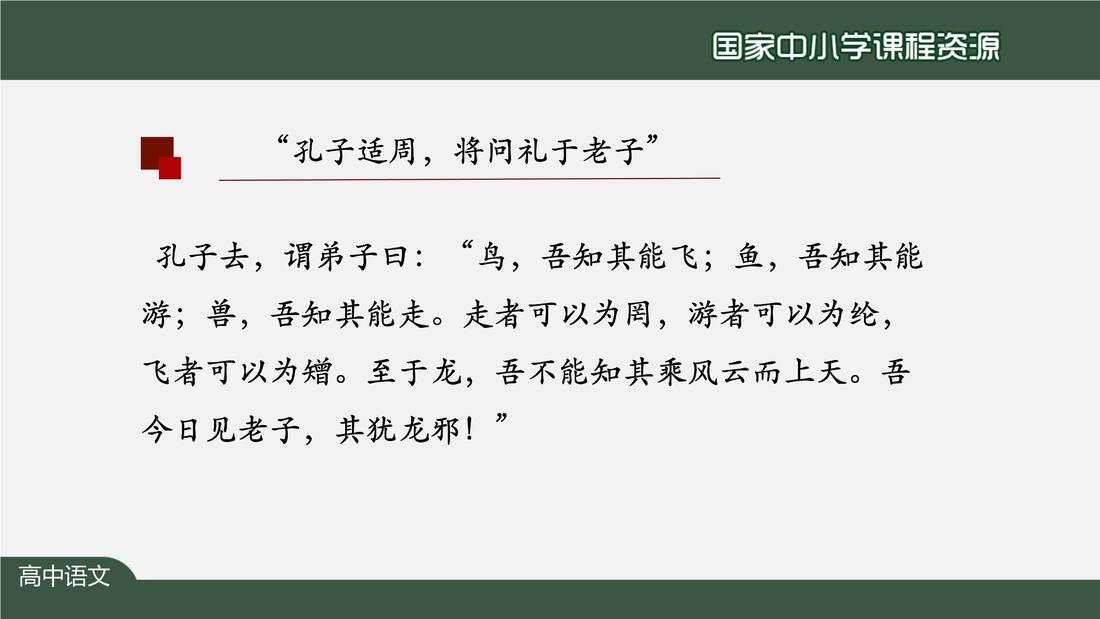 国家中小学课程资源
“孔子适周，将问礼于老子”
孔子去，谓弟子曰：“鸟，吾知其能飞；鱼，吾知其能
游；兽，吾知其能走。走者可以为罔，游者可以为纶，
飞者可以为矰。至于龙，吾不能知其乘风云而上天。吾
今日见老子，其犹龙邪！”
高中语文